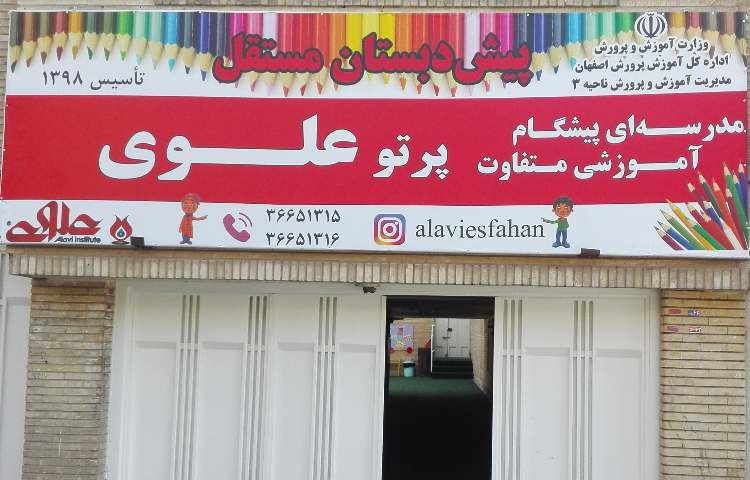 پیش‌دبستان مستقل
وزارت آموزش و پرورش
اداره کل آموزش پرورش اصفهان
مدیریت آموزش و پرورش ناحیه ۳
تأسیس ۱۳۹۸
مدرسه‌ای پیشگام
آموزشی متفاوت
پرتو علوی
alaviesfahan
۳۶۶۵۱۳۱۵
۳۶۶۵۱۳۱۶
علوی
Alavi Institute